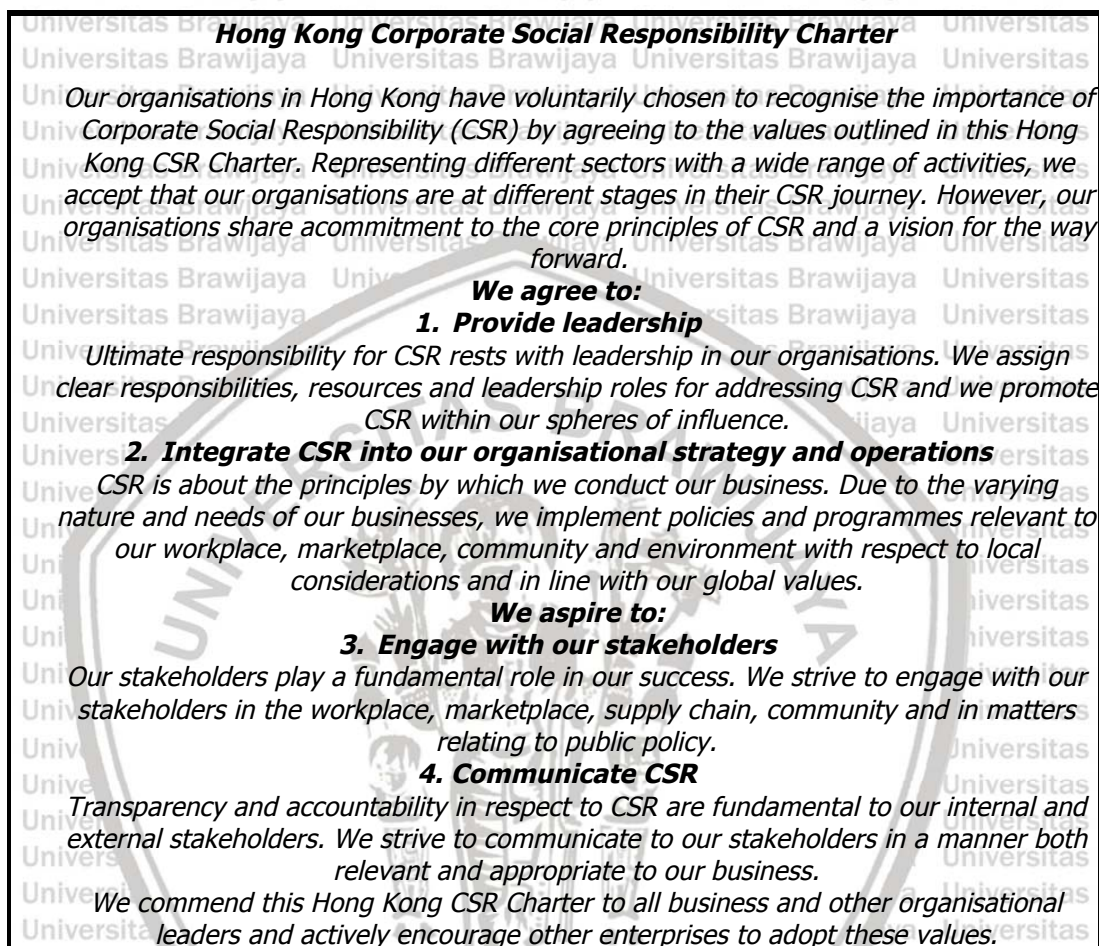 Hong Kong Corporate Social Responsibility Charter
Our organisations in Hong Kong have voluntarily chosen to recognise the importance of
Corporate Social Responsibility (CSR) by agreeing to the values outlined in this Hong
Kong CSR Charter. Representing different sectors with a wide range of activities, we
accept that our organisations are at different stages in their CSR journey. However, our
organisations share acommitment to the core principles of CSR and a vision for the way
forward.
We agree to:
1. Provide leadership
Ultimate responsibility for CSR rests with leadership in our organisations. We assign
clear responsibilities, resources and leadership roles for addressing CSR and we promote
CSR within our spheres of influence.
2. Integrate CSR into our organisational strategy and operations
CSR is about the principles by which we conduct our business. Due to the varying
nature and needs of our businesses, we implement policies and programmes relevant to
our workplace, marketplace, community and environment with respect to local
considerations and in line with our global values.
We aspire to:
3. Engage with our stakeholders
Our stakeholders play a fundamental role in our success. We strive to engage with our
stakeholders in the workplace, marketplace, supply chain, community and in matters
relating to public policy.
4. Communicate CSR
Transparency and accountability in respect to CSR are fundamental to our internal and
external stakeholders. We strive to communicate to our stakeholders in a manner both
relevant and appropriate to our business.
We commend this Hong Kong CSR Charter to all business and other organisational
leaders and actively encourage other enterprises to adopt these values.
UNIVERSITAS BRAWIJAYA